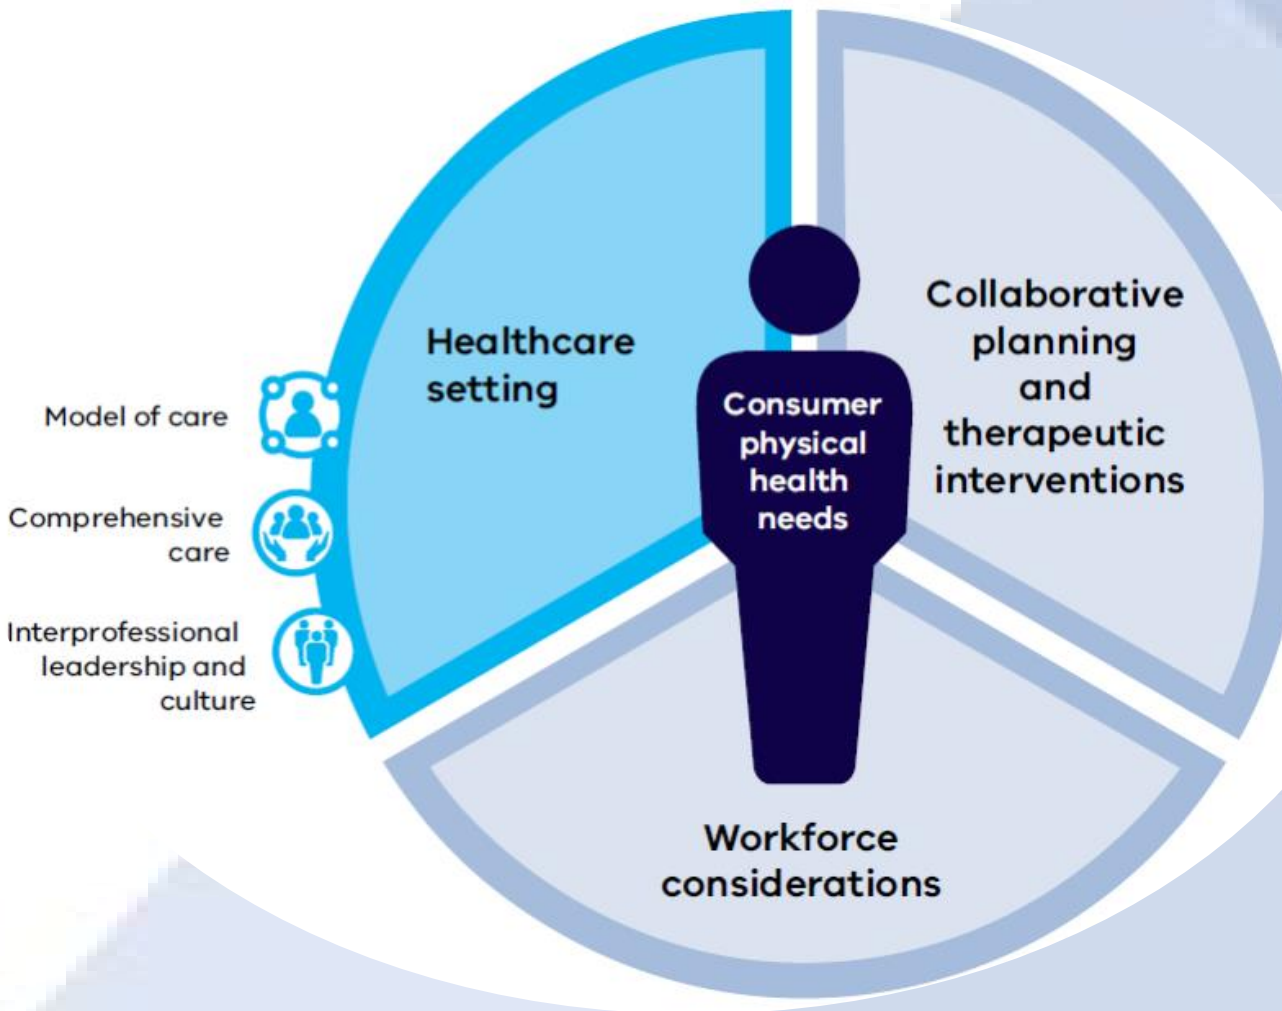 Healthcare
setting
Model of care
Comprehensive
care
Interprofessional
leadership and
culture
Consumer
physical
health
needs
Collaborative
planning
and
therapeutic
interventions
Workforce
considerations